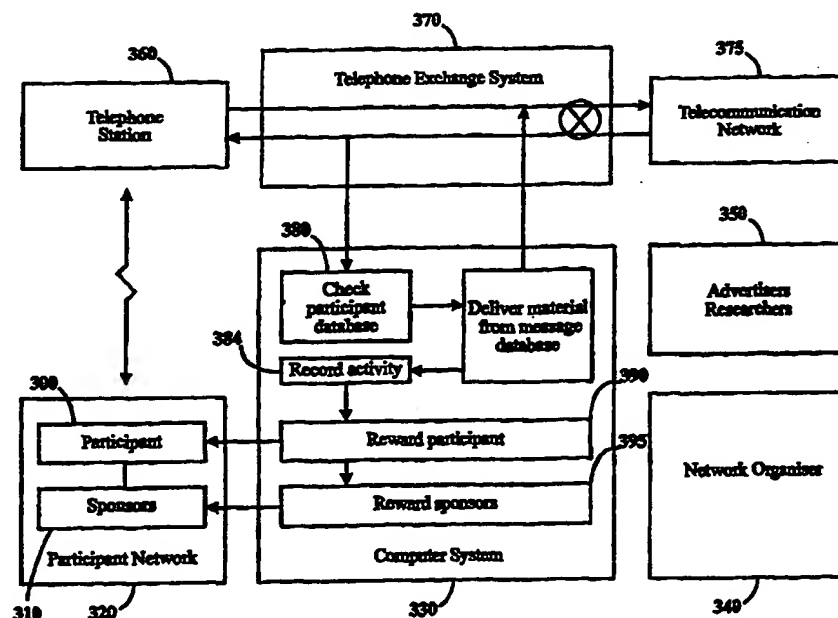 370
360
375
Telephone Exchange System
Telephone
Station
Telecommunication
Network
350
380
Check
participant
database
Deliver material
from message
database
Advertisers
Researchers
384
Record activity
300
390
Participant
Reward participant
395
Network Organiser
Sponsors
Reward sponsors
Participant Network
Computer System
310
320
330
340